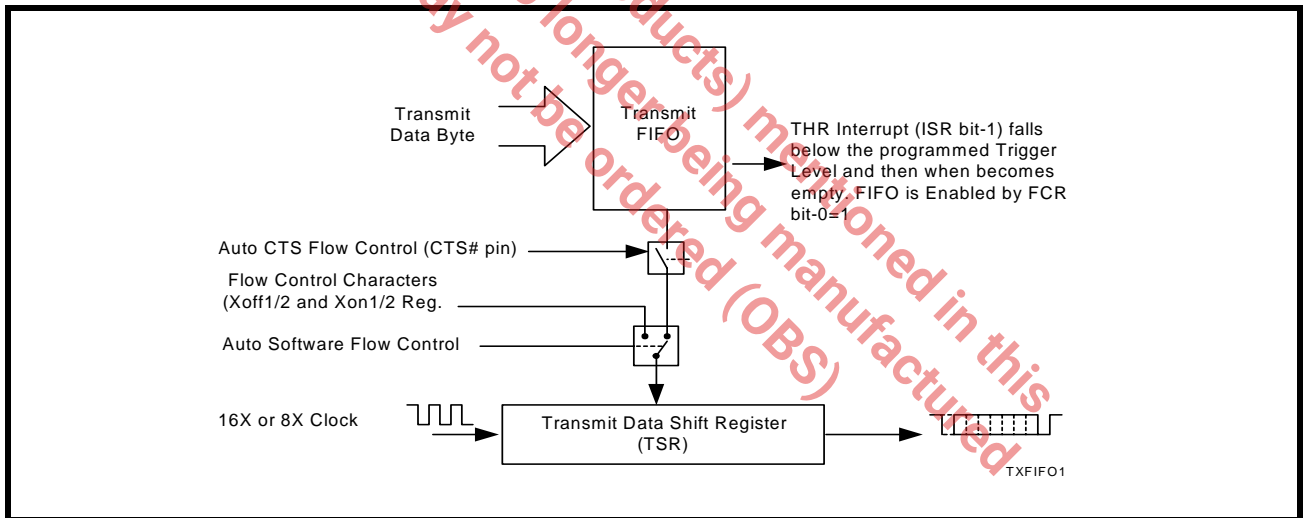 Transmit
Data Byte
Transmit
FIFO
THR Interrupt (ISR bit-1) falls
below the programmed Trigger
Level and then when becomes
empty. FIFO is Enabled by FCR
bit-0=1
Auto CTS Flow Control (CTS# pin)
Flow Control Characters
(Xoff1/2 and Xon1/2 Reg.
Auto Software Flow Control
16X or 8X Clock
Transmit Data Shift Register
(TSR)
TXFIFO1
ducts) mentioned in this
longer being manufactured
y not be ordered (OBS)